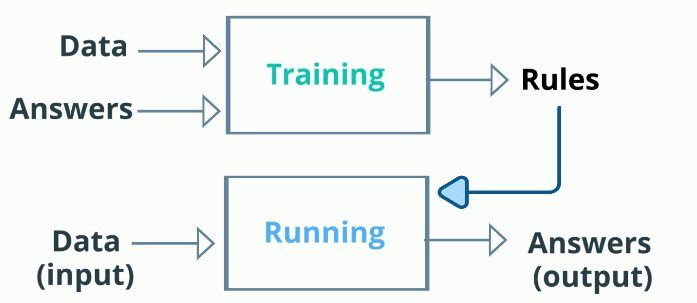 Data
Training
Answers
Rules
Data
(input)
Running
Answers
(output)